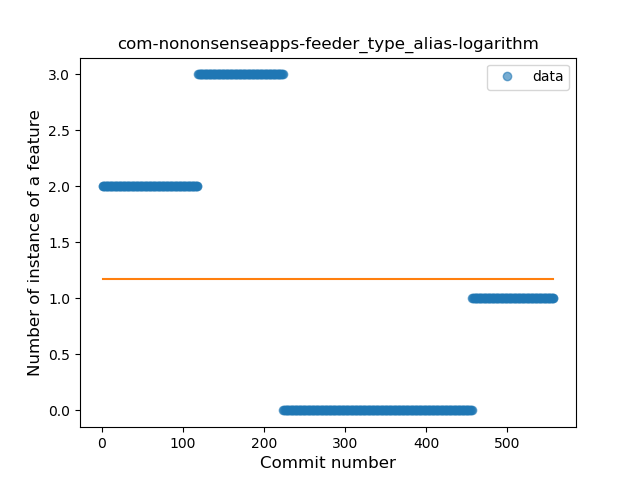 com-nononsenseapps-feeder_type_alias-logarithm
data
3.0
2.5
2.0
1.5
1.0
0.5
0.0
Number of instance of a feature
0 100 200 300 400 500
Commit number